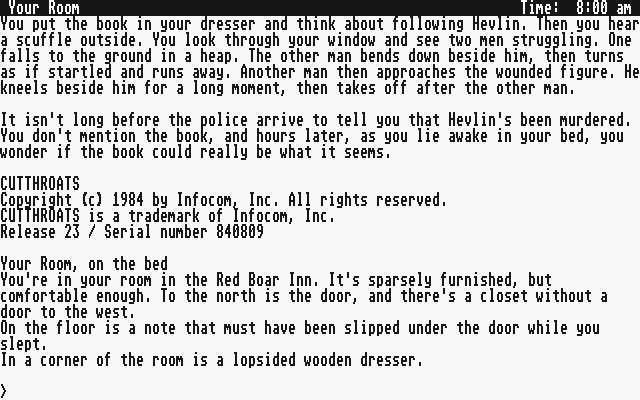 Your Room Time: 8:00 am
You put the book in your dresser and think about following Hevlin. Then you hear
a scuffle outside. You look through your window and see two men struggling. One
falls to the ground in a heap. The other man bends down beside him, then turns
as if startled and runs away. Another man then approaches the wounded figure. He
kneels beside him for a long moment, then takes off after the other man.
It isn't long before the police arrive to tell you that Hevlin's been murdered.
You don't mention the book, and hours later, as you lie awake in your bed, you
wonder if the book could really be what it seems.
CUTTHROATS
Copyright (c) 1984 by Infocom, Inc. All rights reserved.
CUTTHROATS is a trademark of Infocom, Inc.
Release 23 / Serial number 840809
Your Room, on the bed
You're in your room in the Red Boar Inn. It's sparsely furnished, but
comfortable enough. To the north is the door, and there's a closet without a
door to the west.
On the floor is a note that must have been slipped under the door while you
slept.
In a corner of the room is a lopsided wooden dresser.
>